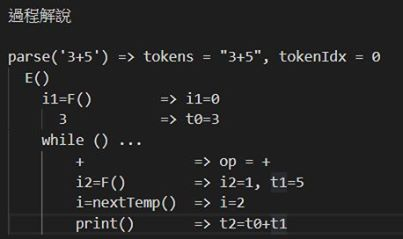 過程解說
parse('3+5') => tokens = "3+5", tokenIdx = 0
E()
i1=F() => i1=0
3 => t0=3
while () ...
+ => op = +
i2=F() => i2=1, t1=5
i=nextTemp() => i=2
print() => t2=t0+t1